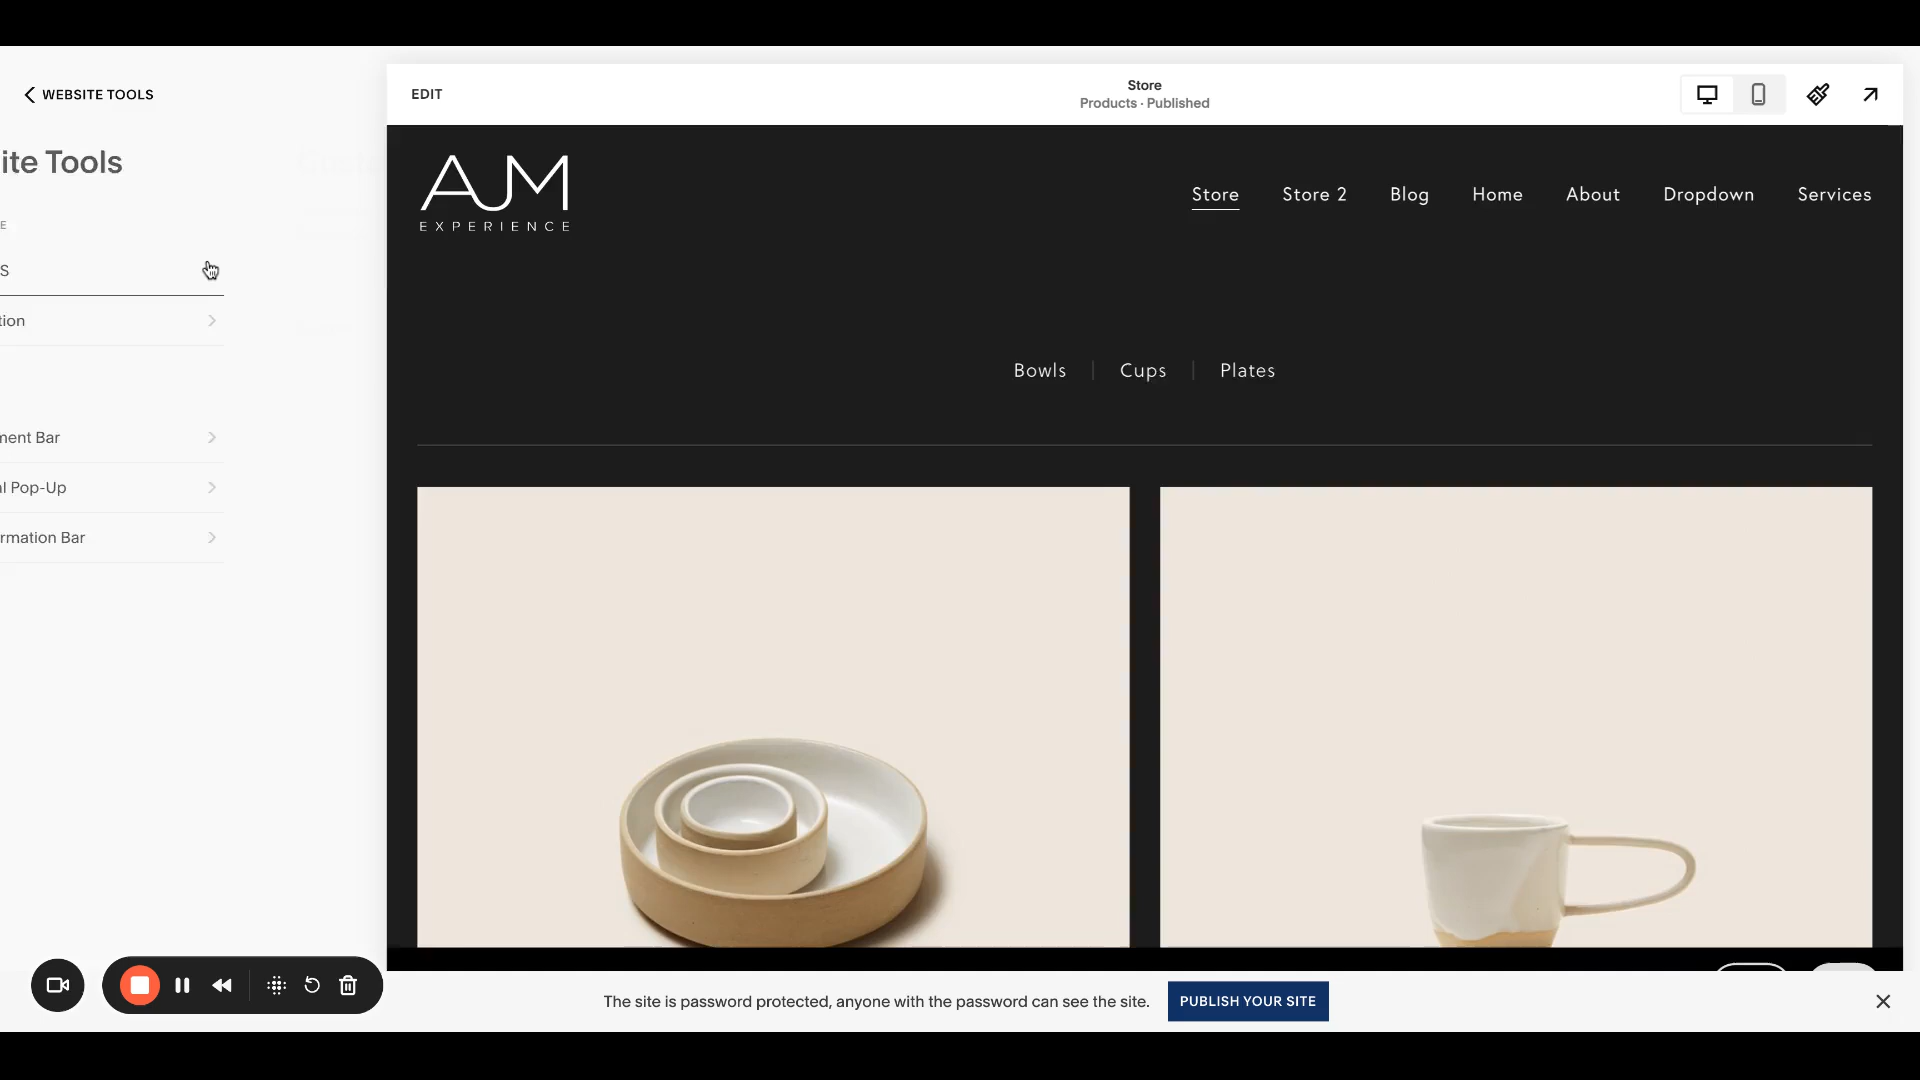 WEBSITE TOOLS
EDIT
Store
Products · Published
ite Tools
AJM
EXPERIENCE
Store
Store 2
Blog
Home
About
Dropdown
Services
E
S
tion
Bowls
Cups
Plates
ment Bar
l Pop-Up
rmation Bar
The site is password protected, anyone with the password can see the site.
PUBLISH YOUR SITE